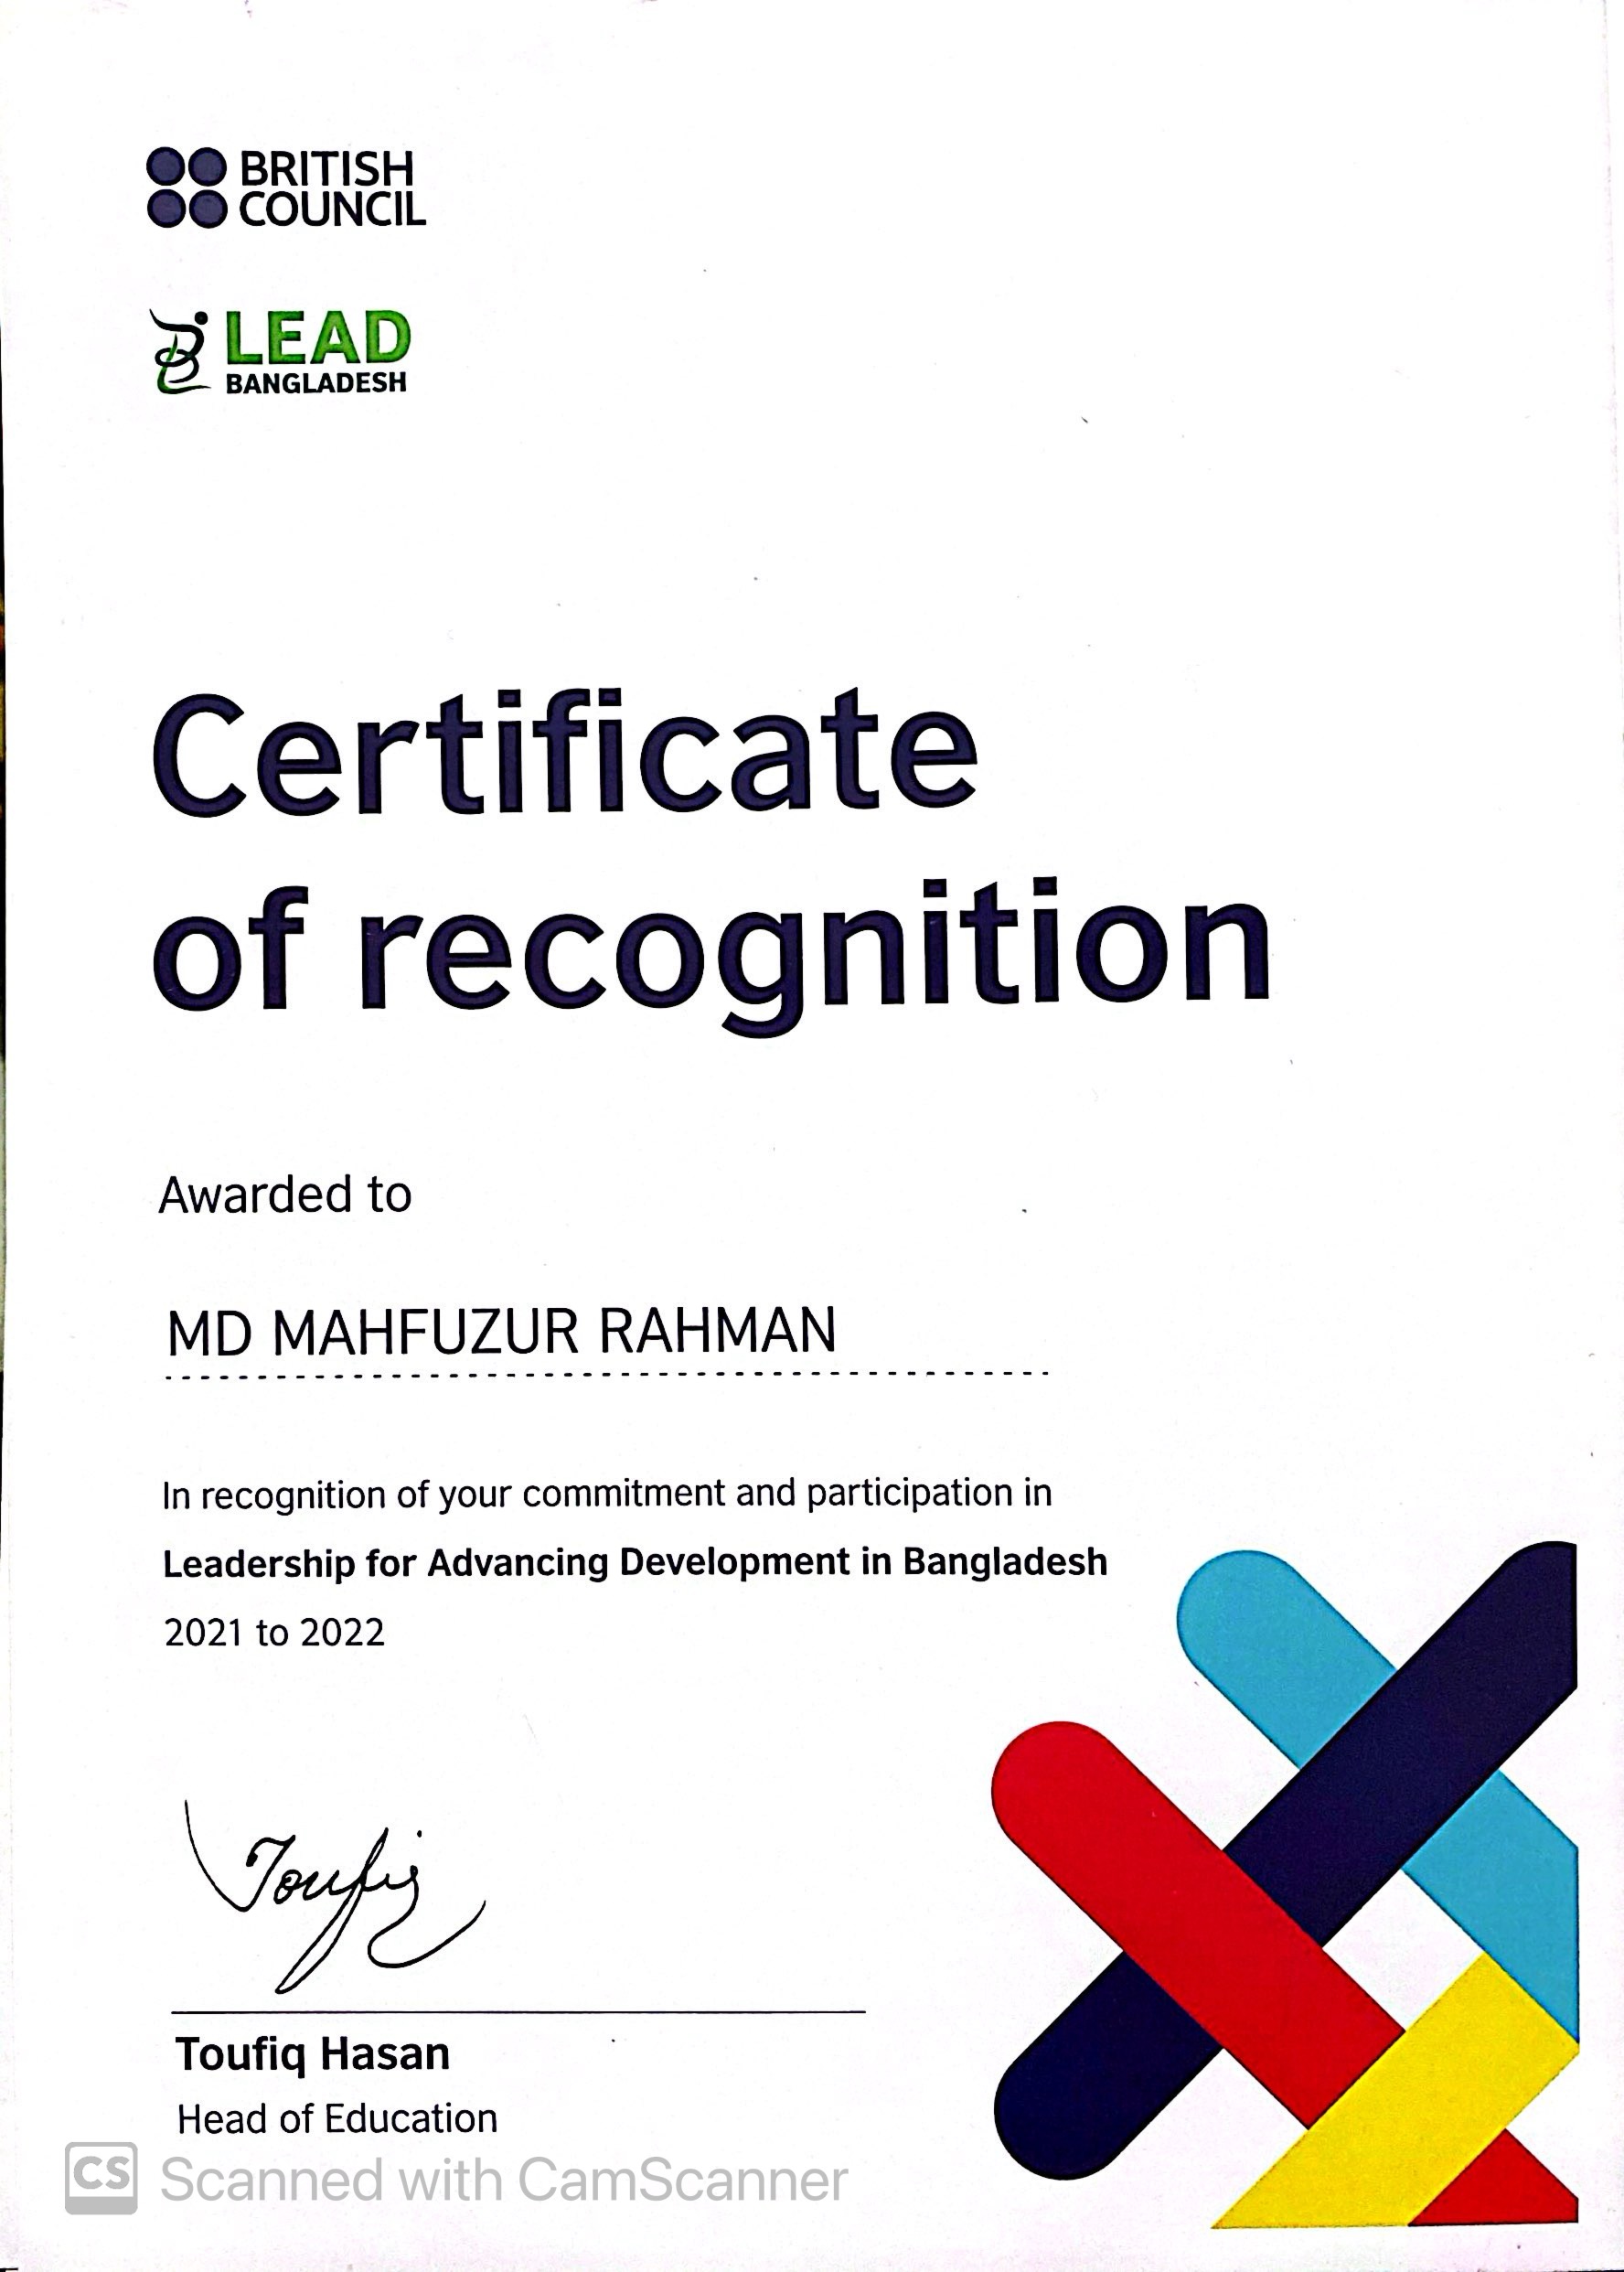 BRITISH
COUNCIL
LEAD
BANGLADESH
Certificate
of recognition
Awarded to
MD MAHFUZUR RAHMAN
In recognition of your commitment and participation in
Leadership for Advancing Development in Bangladesh
2021 to 2022
Toufiq
Toufiq Hasan
Head of Education
CS Scanned with CamScanner